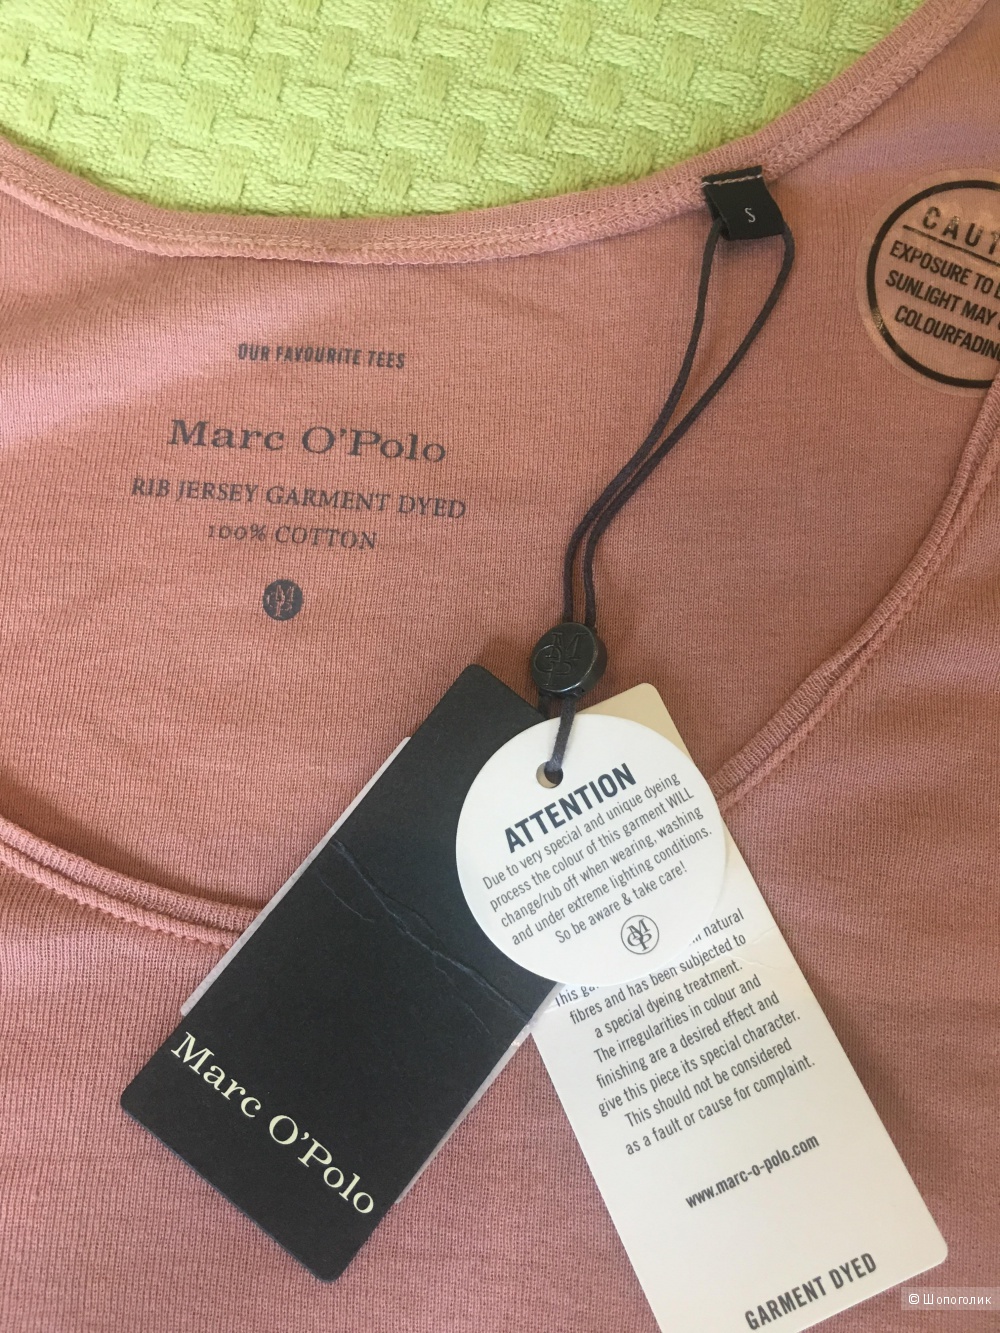 S
CAUT
EXPOSURE TO
SUNLIGHT MAY
COLOURFADIN
OUR FAVOURITE TEES
Marc O'Polo
RIB JERSEY GARMENT DYED
100% COTTON
ATTENTION
Due to very special and unique dyeing
process the colour of this garment WILL
change/rub off when wearing, washing
and under extreme lighting conditions.
So be aware & take care!
MOP
This natural
fibres and has been subjected to
a special dyeing treatment.
The irregularities in colour and
finishing are a desired effect and
give this piece its special character.
This should not be considered
as a fault or cause for complaint.
www.marc-o-polo.com
GARMENT DYED
Marc O'Polo
© Шопоголик